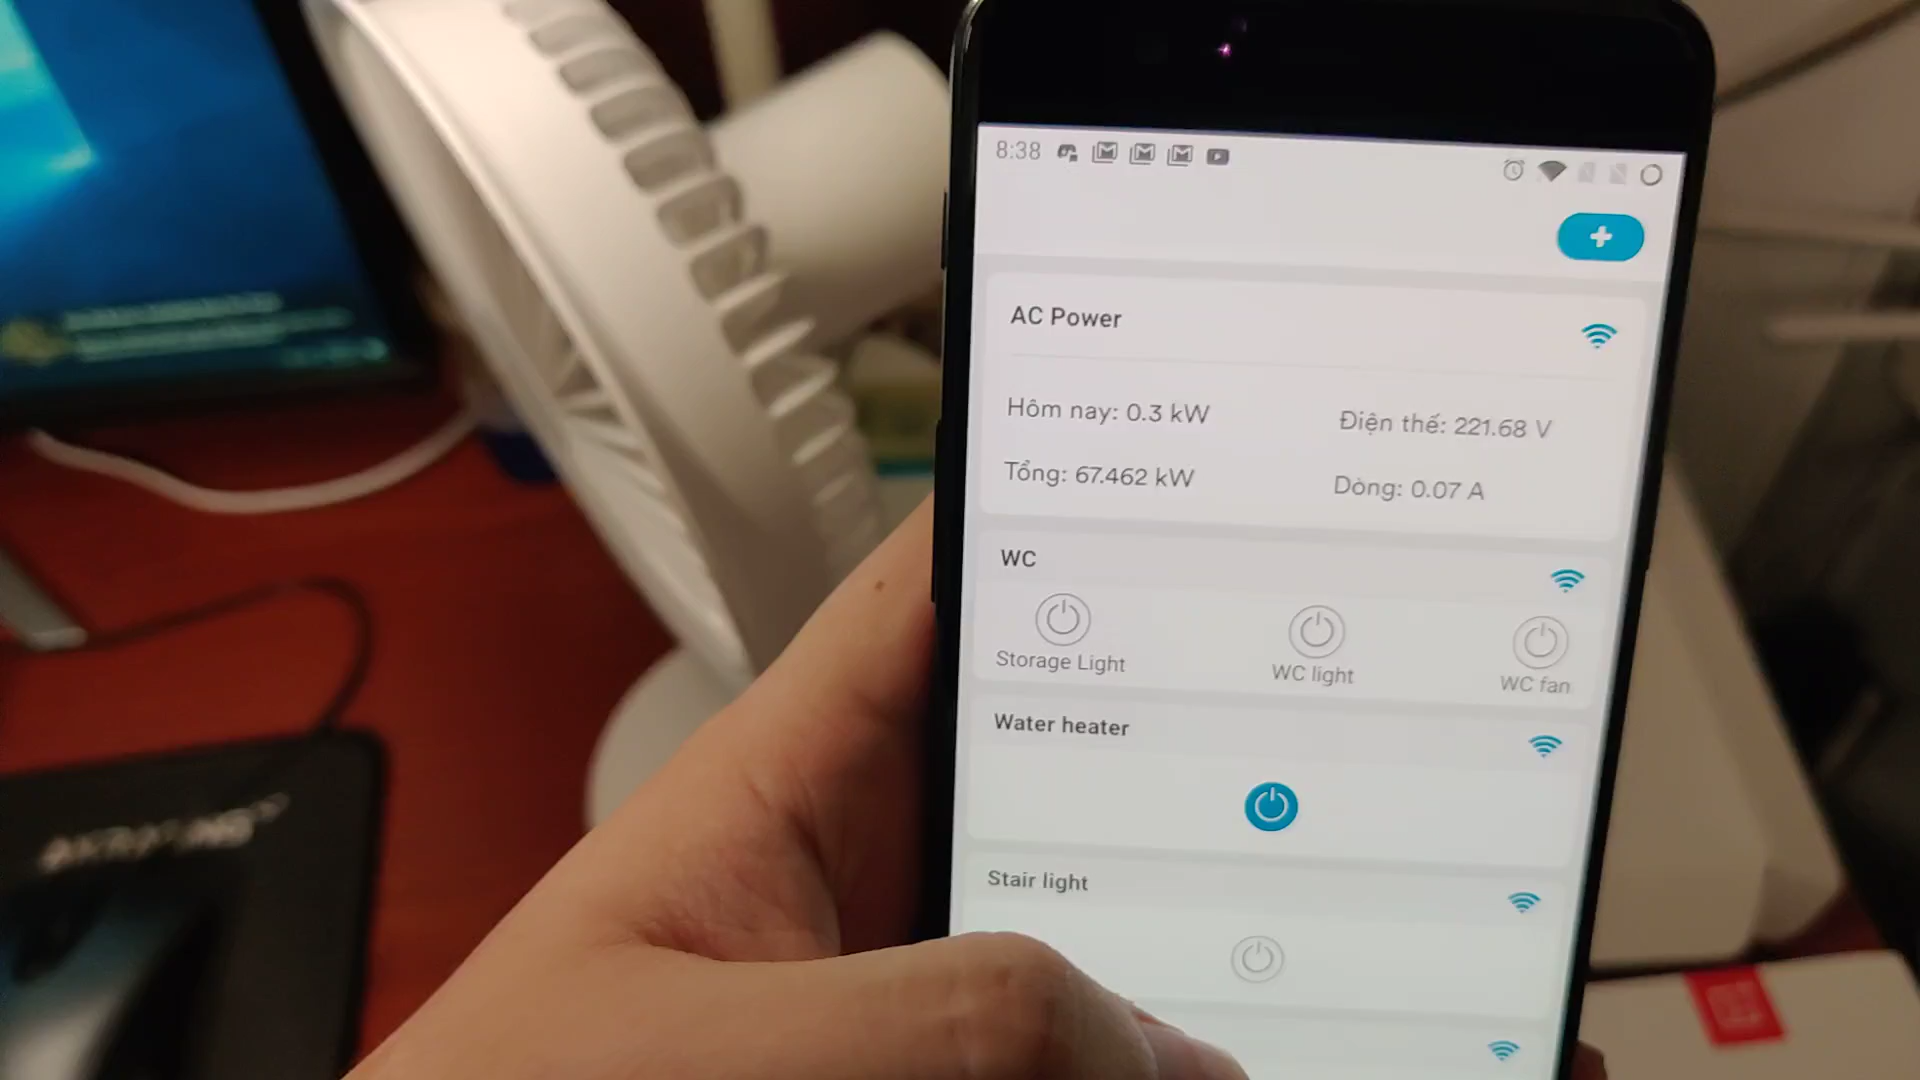 8:38
AC Power
Hôm nay: 0.3 kW
Điện thế: 221.68 V
Tổng: 67.462 kW
Dòng: 0.07 A
WC
Storage Light
WC light
WC fan
Water heater
Stair light